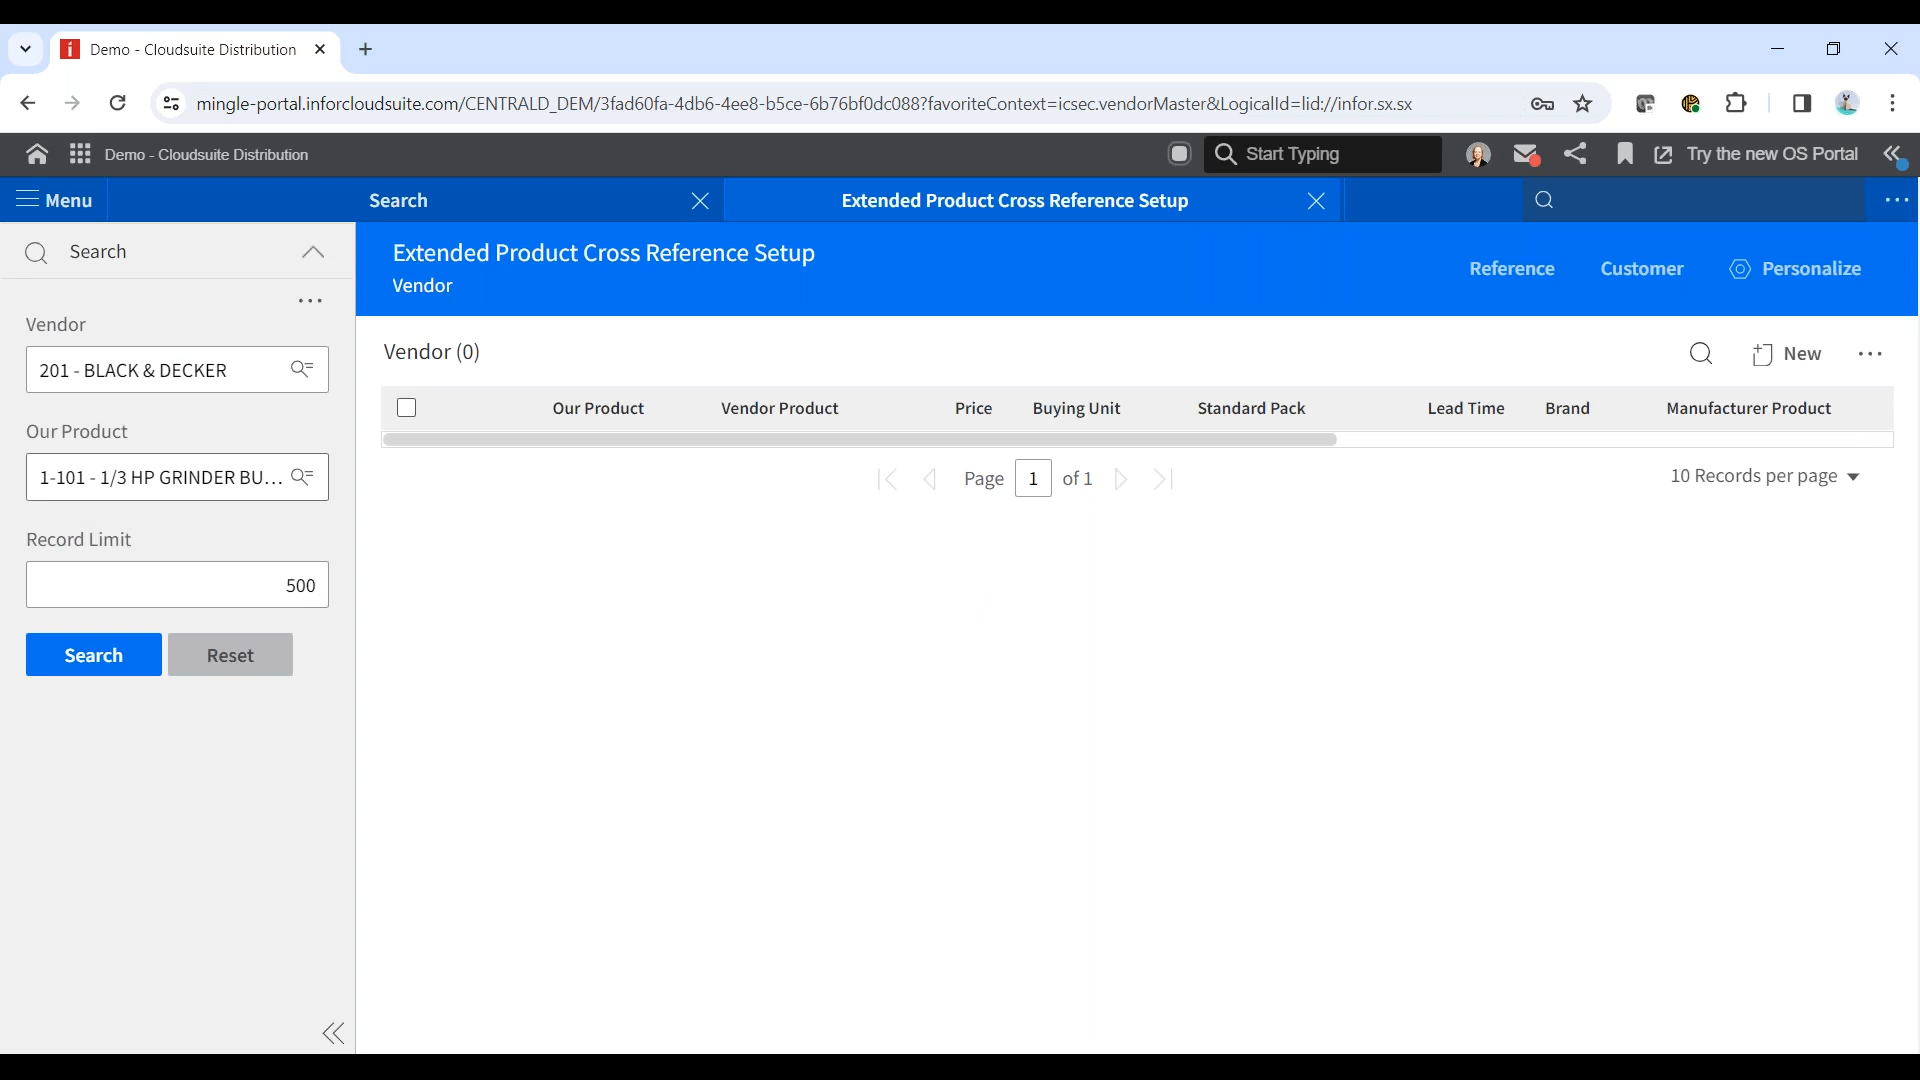 Demo - Cloudsuite Distribution
mingle-portal.inforcloudsuite.com/CENTRALD_DEM/3fad60fa-4db6-4ee8-b5ce-6b76bf0dc088?favoriteContext=icsec.vendorMaster&LogicalId=lid://infor.sx.sx
Demo - Cloudsuite Distribution
Start Typing
Try the new OS Portal
Menu
Search
Extended Product Cross Reference Setup
Search
Extended Product Cross Reference Setup
Vendor
Reference
Customer
Personalize
Vendor
201 - BLACK & DECKER
Our Product
1-101 - 1/3 HP GRINDER BU...
Record Limit
500
Search
Reset
Vendor (0)
New
Our Product
Vendor Product
Price
Buying Unit
Standard Pack
Lead Time
Brand
Manufacturer Product
Page 1 of 1
10 Records per page